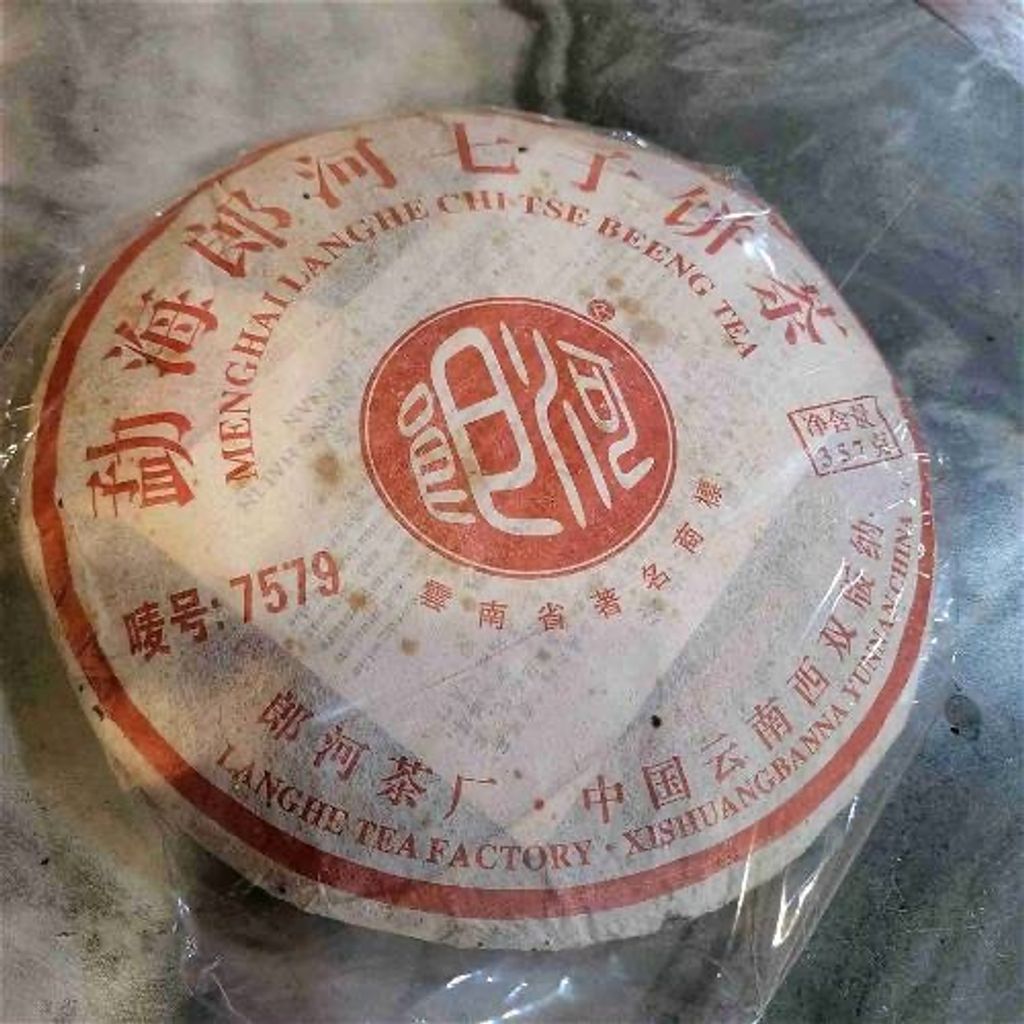 勐海郎河七子饼茶
MENGHAI LANGHE CHI-TSE BEENG TEA
净含量
357克
唛号: 7579
雲南省著名商標
郎河茶厂·中国云南西双版纳·
LANGHE TEA FACTORY·XISHUANGBANNA.YUNNAN.CHINA